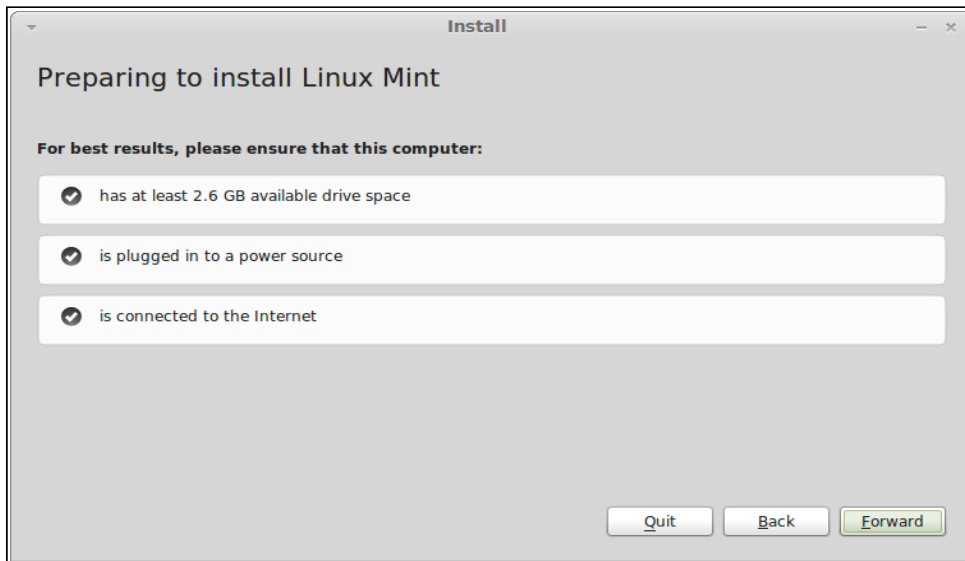 Install
Preparing to install Linux Mint
For best results, please ensure that this computer:
has at least 2.6 GB available drive space
is plugged in to a power source
is connected to the Internet
Quit Back Forward